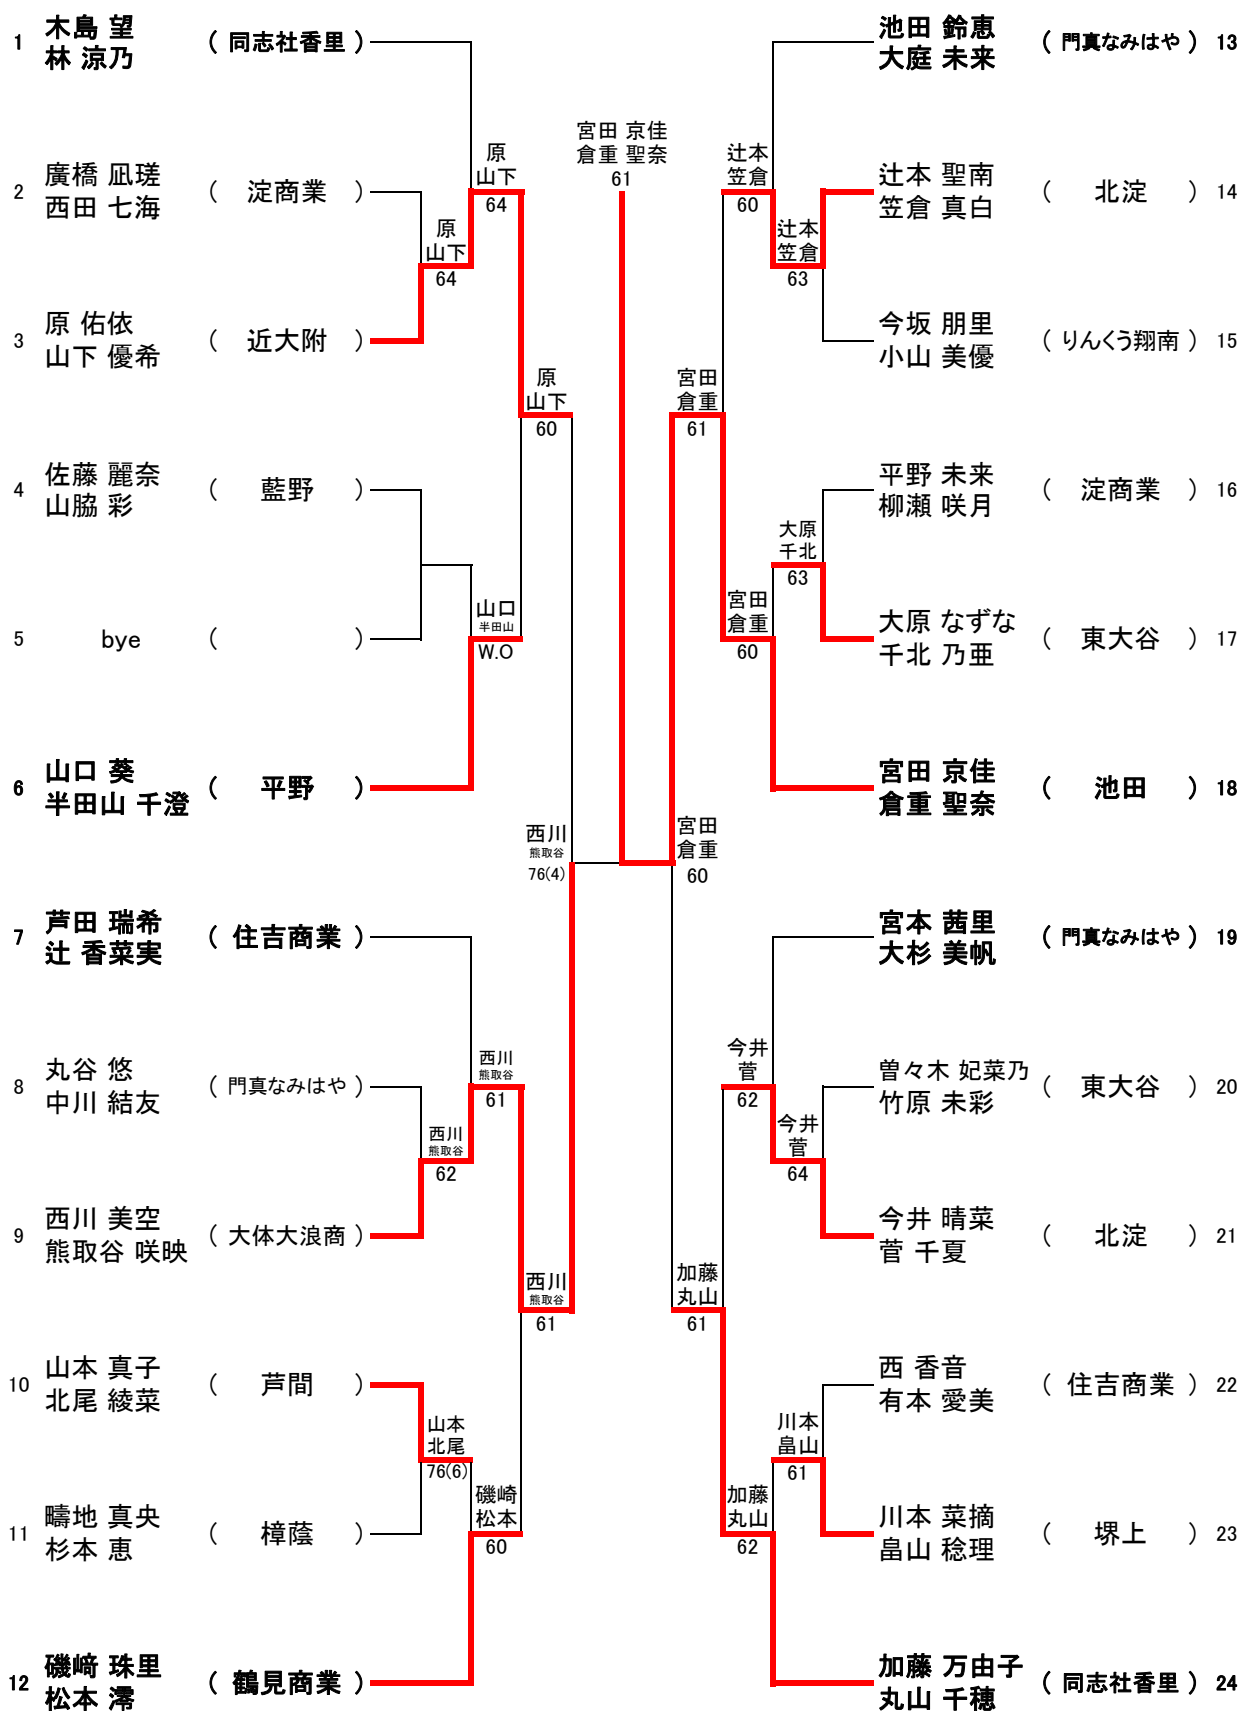 1 木島 望 ( 同志社香里 )
林 涼乃
2 廣橋 凪瑳 ( 淀商業 )
西田 七海
3 原 佑依 ( 近大附 )
山下 優希
4 佐藤 麗奈 ( 藍野 )
山脇 彩
5 bye ( )
6 山口 葵 ( 平野 )
半田山 千澄
7 芦田 瑞希 ( 住吉商業 )
辻 香菜実
8 丸谷 悠 ( 門真なみはや )
中川 結友
9 西川 美空 ( 大体大浪商 )
熊取谷 咲映
10 山本 真子 ( 芦間 )
北尾 綾菜
11 疇地 真央 ( 樟蔭 )
杉本 恵
12 磯﨑 珠里 ( 鶴見商業 )
松本 澪
原
山下
64
原
山下
64
山口
半田山
W.O
原
山下
60
西川
熊取谷
62
西川
熊取谷
61
山本
北尾
76(6)
磯崎
松本
60
西川
熊取谷
61
西川
熊取谷
76(4)
宮田 京佳
倉重 聖奈
61
宮田
倉重
60
宮田
倉重
61
辻本
笠倉
60
辻本
笠倉
63
大原
千北
63
宮田
倉重
60
今井
菅
62
今井
菅
64
加藤
丸山
61
川本
畠山
61
加藤
丸山
62
池田 鈴恵 ( 門真なみはや ) 13
大庭 未来
辻本 聖南 ( 北淀 ) 14
笠倉 真白
今坂 朋里 ( りんくう翔南 ) 15
小山 美優
平野 未来 ( 淀商業 ) 16
柳瀬 咲月
大原 なずな ( 東大谷 ) 17
千北 乃亜
宮田 京佳 ( 池田 ) 18
倉重 聖奈
宮本 茜里 ( 門真なみはや ) 19
大杉 美帆
曽々木 妃菜乃 ( 東大谷 ) 20
竹原 未彩
今井 晴菜 ( 北淀 ) 21
菅 千夏
西 香音 ( 住吉商業 ) 22
有本 愛美
川本 菜摘 ( 堺上 ) 23
畠山 稔理
加藤 万由子 ( 同志社香里 ) 24
丸山 千穂